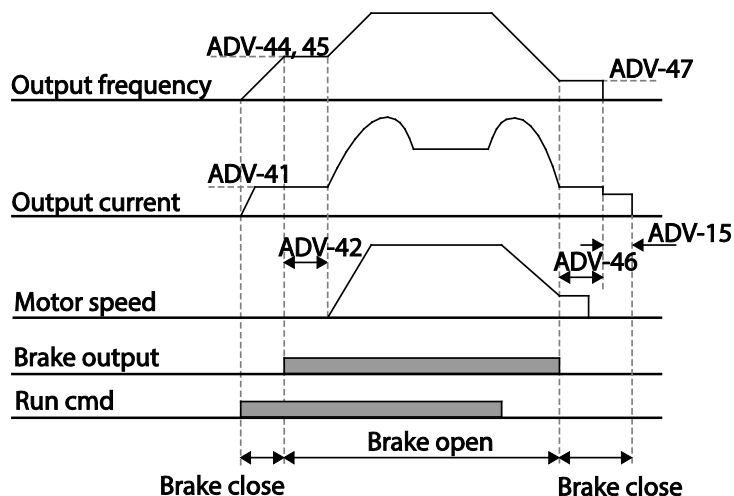 ADV-44, 45
ADV-47
Output frequency
ADV-41
Output current
ADV-15
ADV-42
ADV-46
Motor speed
Brake output
Run cmd
Brake open
Brake close
Brake close